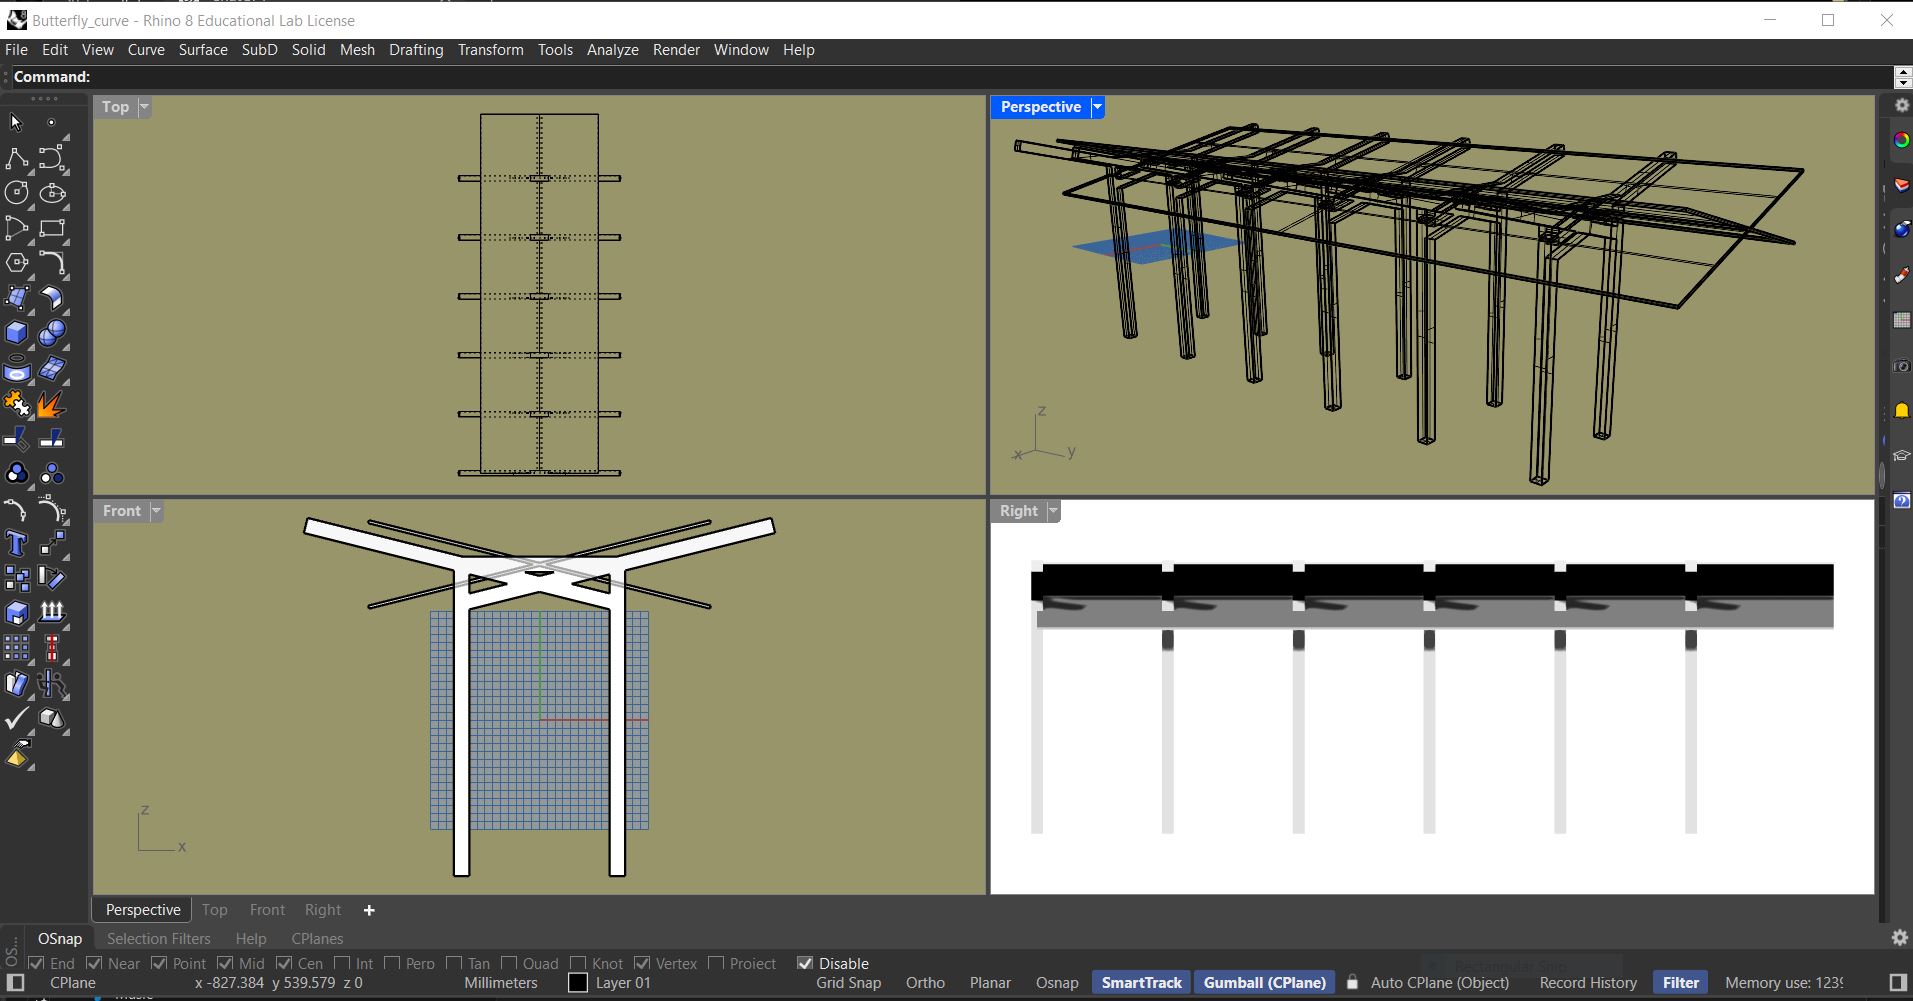 Butterfly_curve - Rhino 8 Educational Lab License
File Edit View Curve Surface SubD Solid Mesh Drafting Transform Tools Analyze Render Window Help
Command:
Top
Perspective
z
x
y
Front
Right
z
x
Perspective Top Front Right +
OSnap Selection Filters Help CPlanes
End Near Point Mid Cen Int Perp Tan Quad Knot Vertex Project Disable
CPlane x -827.384 y 539.579 z 0 Millimeters Layer 01 Grid Snap Ortho Planar Osnap SmartTrack Gumball (CPlane) Auto CPlane (Object) Record History Filter Memory use: 1239